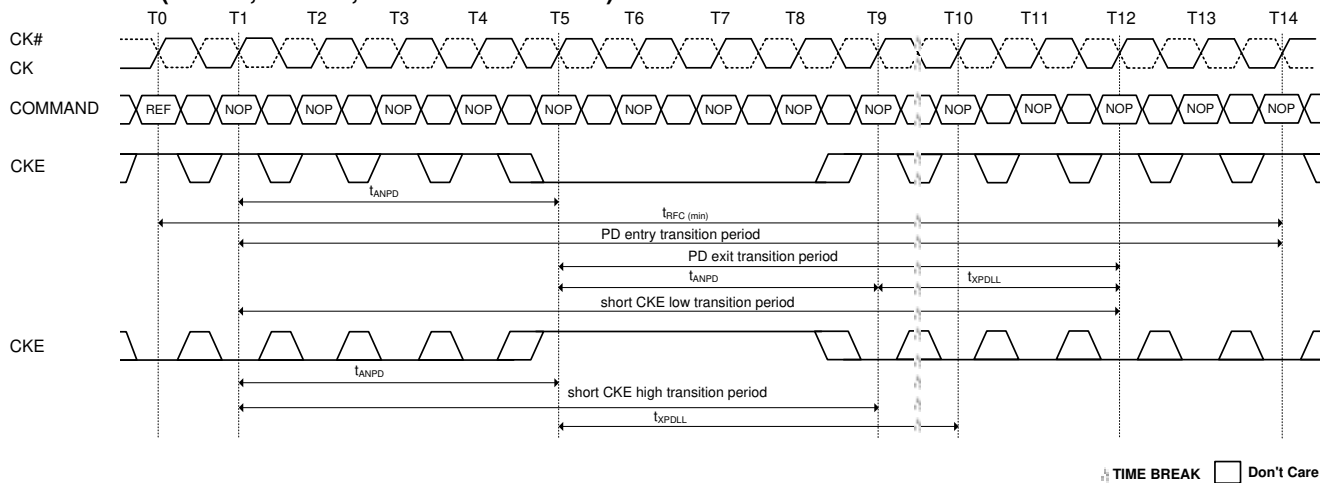 T0 T1 T2 T3 T4 T5 T6 T7 T8 T9 T10 T11 T12 T13 T14
CK#
CK
COMMAND REF NOP NOP NOP NOP NOP NOP NOP NOP NOP NOP NOP NOP NOP NOP
CKE
tANPD
tRFC (min)
PD entry transition period
PD exit transition period
tANPD tXPDLL
short CKE low transition period
CKE
tANPD
short CKE high transition period
tXPDLL
TIME BREAK Don't Care